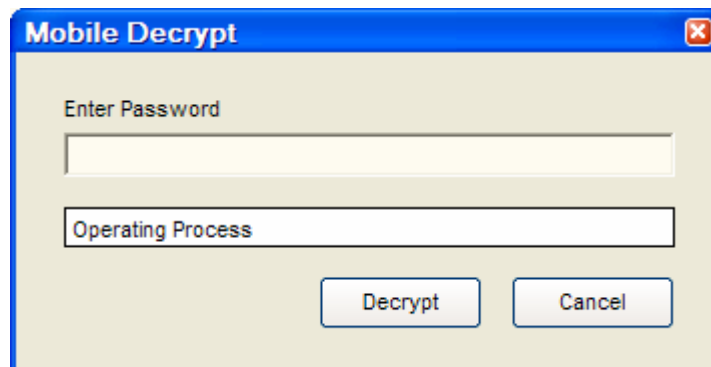 Mobile Decrypt
Enter Password
Operating Process
Decrypt Cancel